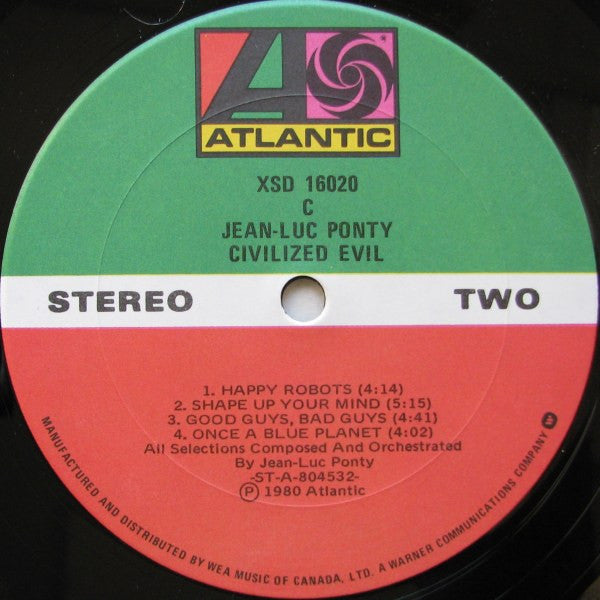 ATLANTIC
XSD 16020
C
JEAN-LUC PONTY
CIVILIZED EVIL
STEREO TWO
1. HAPPY ROBOTS (4:14)
2. SHAPE UP YOUR MIND (5:15)
3. GOOD GUYS, BAD GUYS (4:41)
4. ONCE A BLUE PLANET (4:02)
All Selections Composed And Orchestrated
By Jean-Luc Ponty
-ST-A-804532-
Ⓟ 1980 Atlantic
MANUFACTURED AND DISTRIBUTED BY WEA MUSIC OF CANADA, LTD. A WARNER COMMUNICATIONS COMPANY